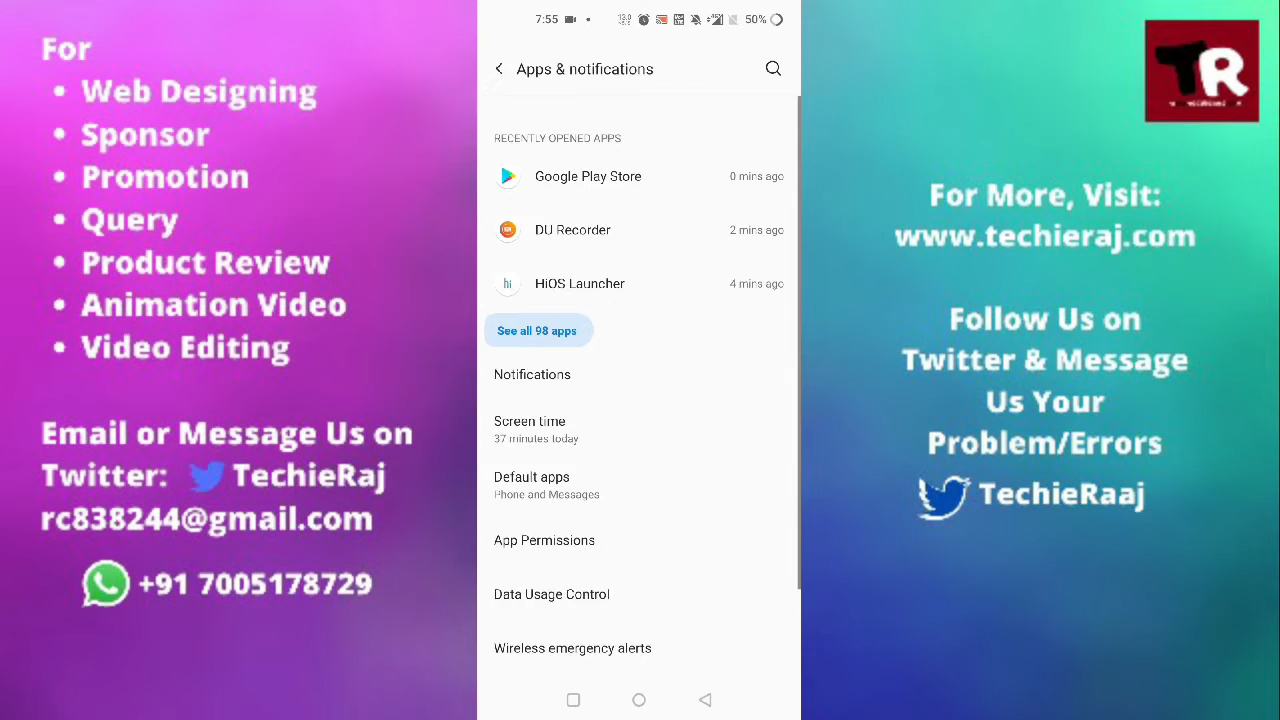 For
• Web Designing
• Sponsor
• Promotion
• Query
• Product Review
• Animation Video
• Video Editing
Email or Message Us on
Twitter: TechieRaj
rc838244@gmail.com
+91 7005178729
7:55
50%
Apps & notifications
RECENTLY OPENED APPS
Google Play Store 0 mins ago
DU Recorder 2 mins ago
hi HiOS Launcher 4 mins ago
See all 98 apps
Notifications
Screen time
37 minutes today
Default apps
Phone and Messages
App Permissions
Data Usage Control
Wireless emergency alerts
TR
For More, Visit:
www.techieraj.com
Follow Us on
Twitter & Message
Us Your
Problem/Errors
TechieRaaj